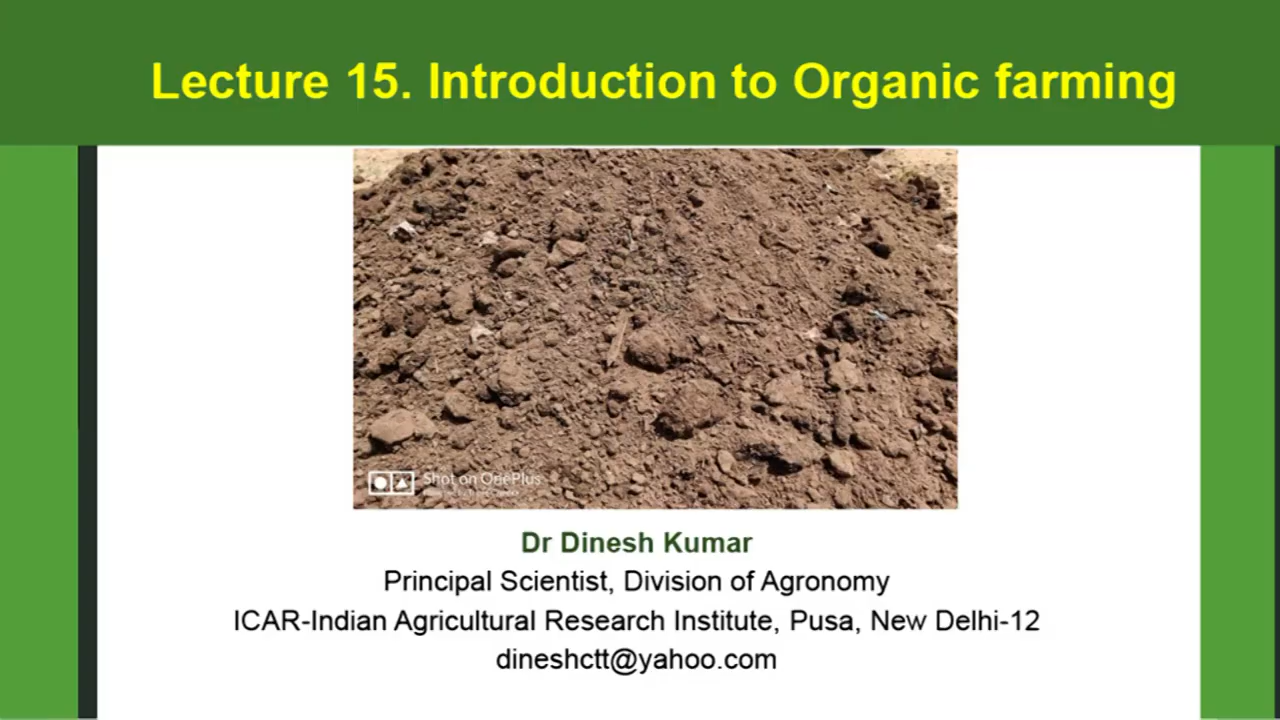 Lecture 15. Introduction to Organic farming
Shot on OnePlus
Dr Dinesh Kumar
Principal Scientist, Division of Agronomy
ICAR-Indian Agricultural Research Institute, Pusa, New Delhi-12
dineshctt@yahoo.com